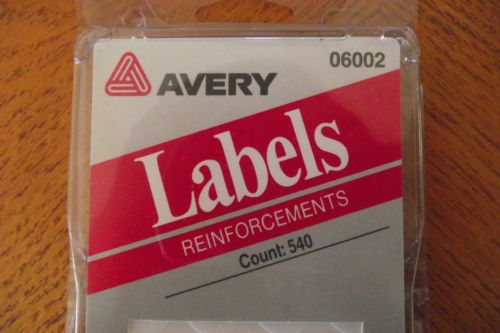 AVERY 06002
Labels
REINFORCEMENTS
Count: 540